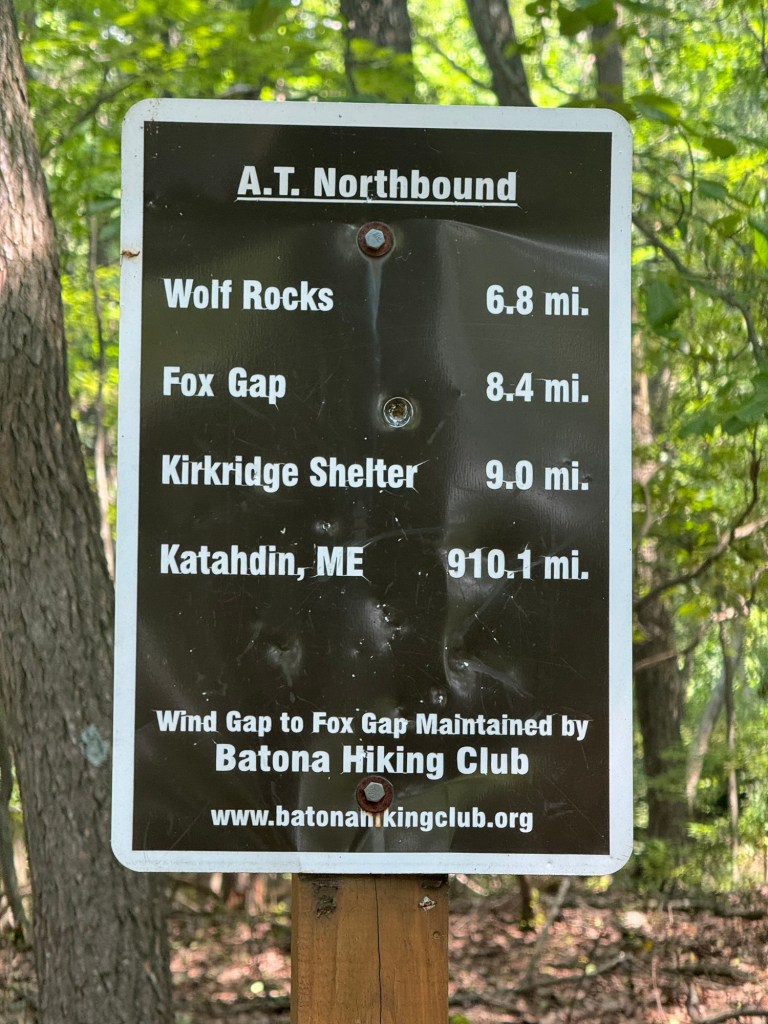 A.T. Northbound
Wolf Rocks 6.8 mi.
Fox Gap 8.4 mi.
Kirkridge Shelter 9.0 mi.
Katahdin, ME 910.1 mi.
Wind Gap to Fox Gap Maintained by
Batona Hiking Club
www.batonahikingclub.org